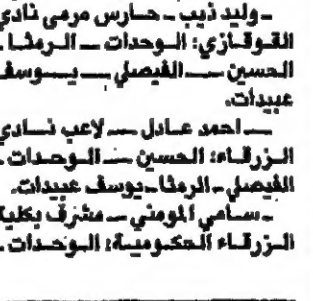 ـ وليد ذيب ـ حارس مرمى نادي
القوقازي: الوحدات ـ الرمثا ـ
الحسين ـ الفيصلي ـ يوسف
عبيدات.
ـ احمد عادل ـ لاعب نادي
الزرقاء: الحسين ـ الوحدات ـ
الفيصلي ـ الرمثا ـ يوسف عبيدات.
ـ سامي المومني ـ مشرف بكلية
الزرقاء الحكومية: الوحدات ـ